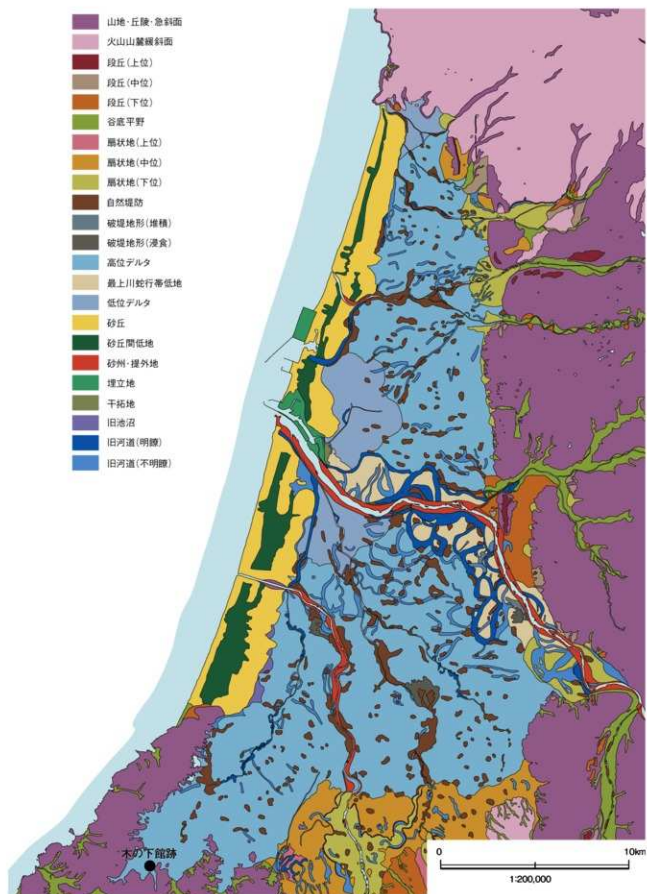 山地・丘陵・急斜面
火山山麓緩斜面
段丘(上位)
段丘(中位)
段丘(下位)
谷底平野
扇状地(上位)
扇状地(中位)
扇状地(下位)
自然堤防
破堤地形(堆積)
破堤地形(浸食)
高位デルタ
最上川蛇行帯低地
低位デルタ
砂丘
砂丘間低地
砂州・提外地
埋立地
干拓地
旧池沼
旧河道(明瞭)
旧河道(不明瞭)
木の下館跡
0 10km
1:200,000